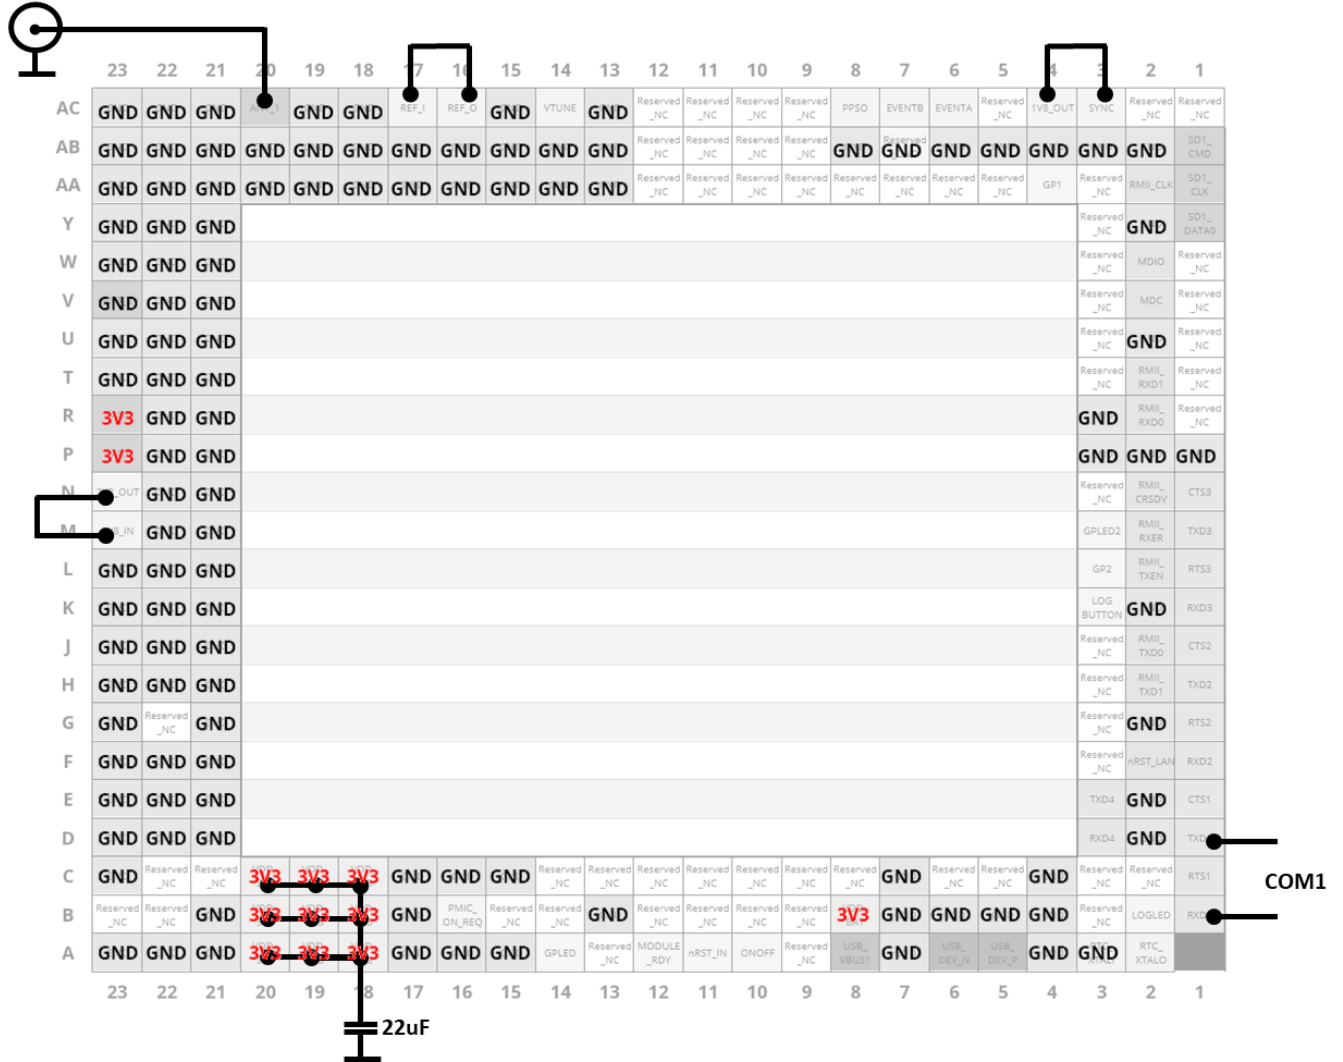 23 22 21 20 19 18 17 16 15 14 13 12 11 10 9 8 7 6 5 4 3 2 1
AC GND GND GND GND GND REF_I REF_O GND VTUNE GND Reserved_NC Reserved_NC Reserved_NC Reserved_NC PPSO EVENTB EVENTA Reserved_NC 1V8_OUT SYNC Reserved_NC Reserved_NC
AB GND GND GND GND GND GND GND GND GND GND GND Reserved_NC Reserved_NC Reserved_NC Reserved_NC GND Reserved GND GND GND GND GND GND SD1_CMD
AA GND GND GND GND GND GND GND GND GND GND GND Reserved_NC Reserved_NC Reserved_NC Reserved_NC Reserved_NC Reserved_NC Reserved_NC Reserved_NC GP1 Reserved_NC RMII_CLK SD1_CLK
Y GND GND GND Reserved_NC GND SD1_DATA0
W GND GND GND Reserved_NC MDIO Reserved_NC
V GND GND GND Reserved_NC MDC Reserved_NC
U GND GND GND Reserved_NC GND Reserved_NC
T GND GND GND Reserved_NC RMII_RXD1 Reserved_NC
R 3V3 GND GND GND RMII_RXD0 Reserved_NC
P 3V3 GND GND GND GND GND
N _OUT GND GND Reserved_NC RMII_CRSDV CTS3
M _IN GND GND GPLED2 RMII_RXER TXD3
L GND GND GND GP2 RMII_TXEN RTS3
K GND GND GND LOG BUTTON GND RXD3
J GND GND GND Reserved_NC RMII_TXD0 CTS2
H GND GND GND Reserved_NC RMII_TXD1 TXD2
G GND Reserved_NC GND Reserved_NC GND RTS2
F GND GND GND Reserved_NC nRST_LAN RXD2
E GND GND GND TXD4 GND CTS1
D GND GND GND RXD4 GND TXD
C GND Reserved_NC Reserved_NC 3V3 3V3 3V3 GND GND GND Reserved_NC Reserved_NC Reserved_NC Reserved_NC Reserved_NC Reserved_NC Reserved_NC GND Reserved_NC Reserved_NC GND Reserved_NC Reserved_NC RTS1
COM1
B Reserved_NC Reserved_NC GND 3V3 3V3 3V3 GND PMIC_ON_REQ Reserved_NC Reserved_NC GND Reserved_NC Reserved_NC Reserved_NC Reserved_NC 3V3 GND GND GND GND Reserved_NC LOGLED RXD
A GND GND GND 3V3 3V3 3V3 GND GND GND GPLED Reserved_NC MODULE_RDY nRST_IN ONOFF Reserved_NC USB_VBUS1 GND USB_DEV_N USB_DEV_P GND GND RTC_XTALO
23 22 21 20 19 18 17 16 15 14 13 12 11 10 9 8 7 6 5 4 3 2 1
22uF